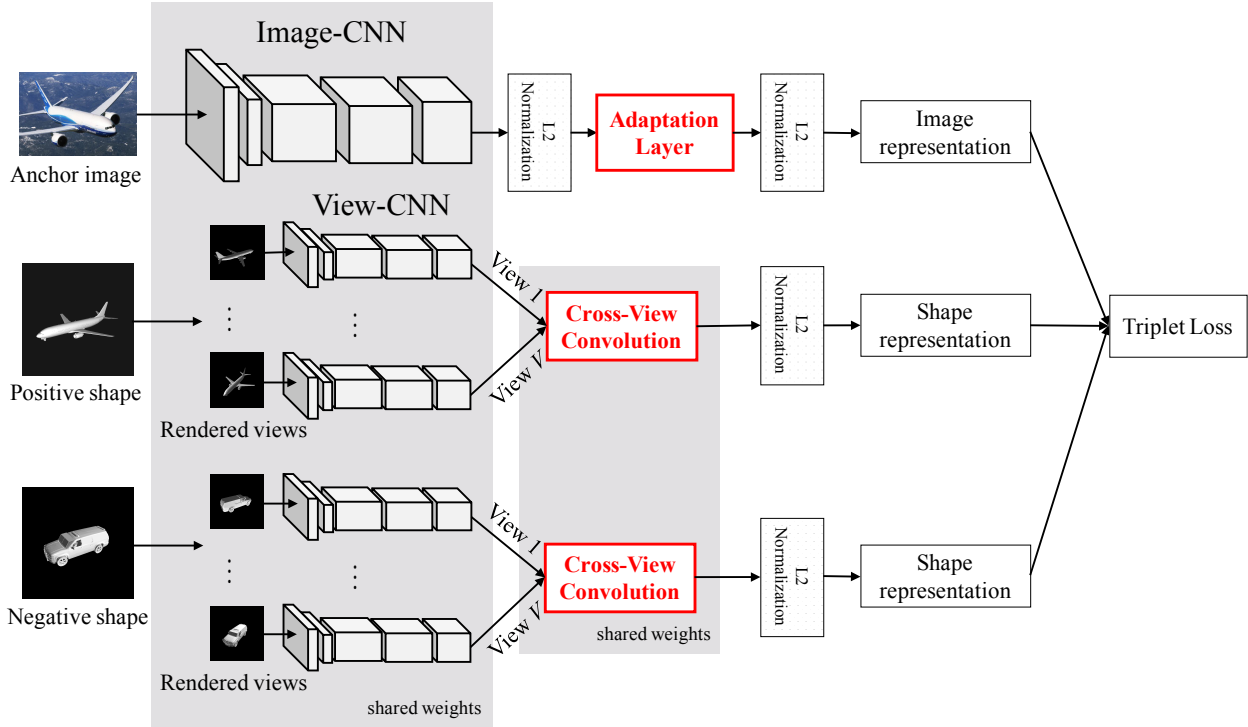 Image-CNN
Anchor image
L2
Normalization
Adaptation
Layer
L2
Normalization
Image
representation
View-CNN
Positive shape
Rendered views
View 1
View V
Cross-View
Convolution
L2
Normalization
Shape
representation
Triplet Loss
Negative shape
Rendered views
View 1
View V
Cross-View
Convolution
shared weights
L2
Normalization
Shape
representation
shared weights